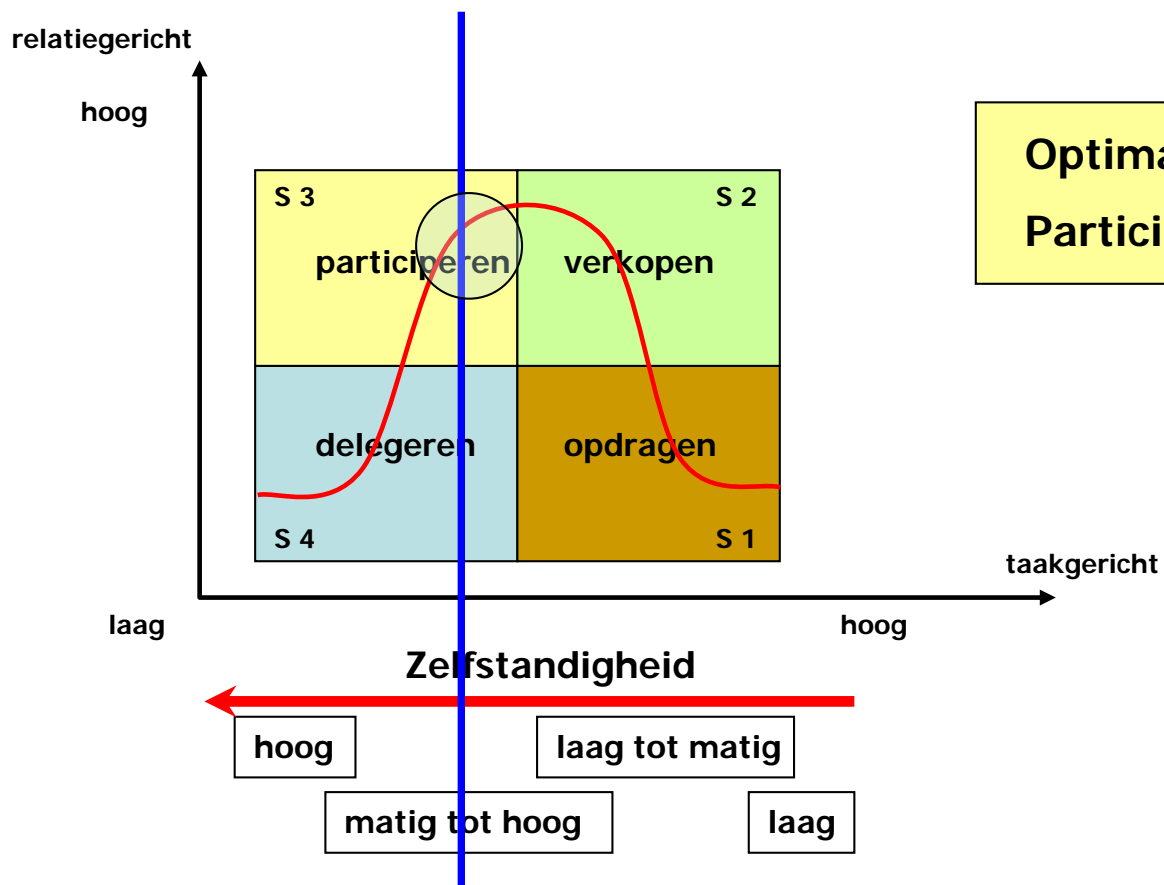 relatiegericht
hoog
Optima
Partici
S 3
S 2
participeren
verkopen
delegeren
opdragen
S 4
S 1
taakgericht
laag
hoog
Zelfstandigheid
hoog
laag tot matig
matig tot hoog
laag